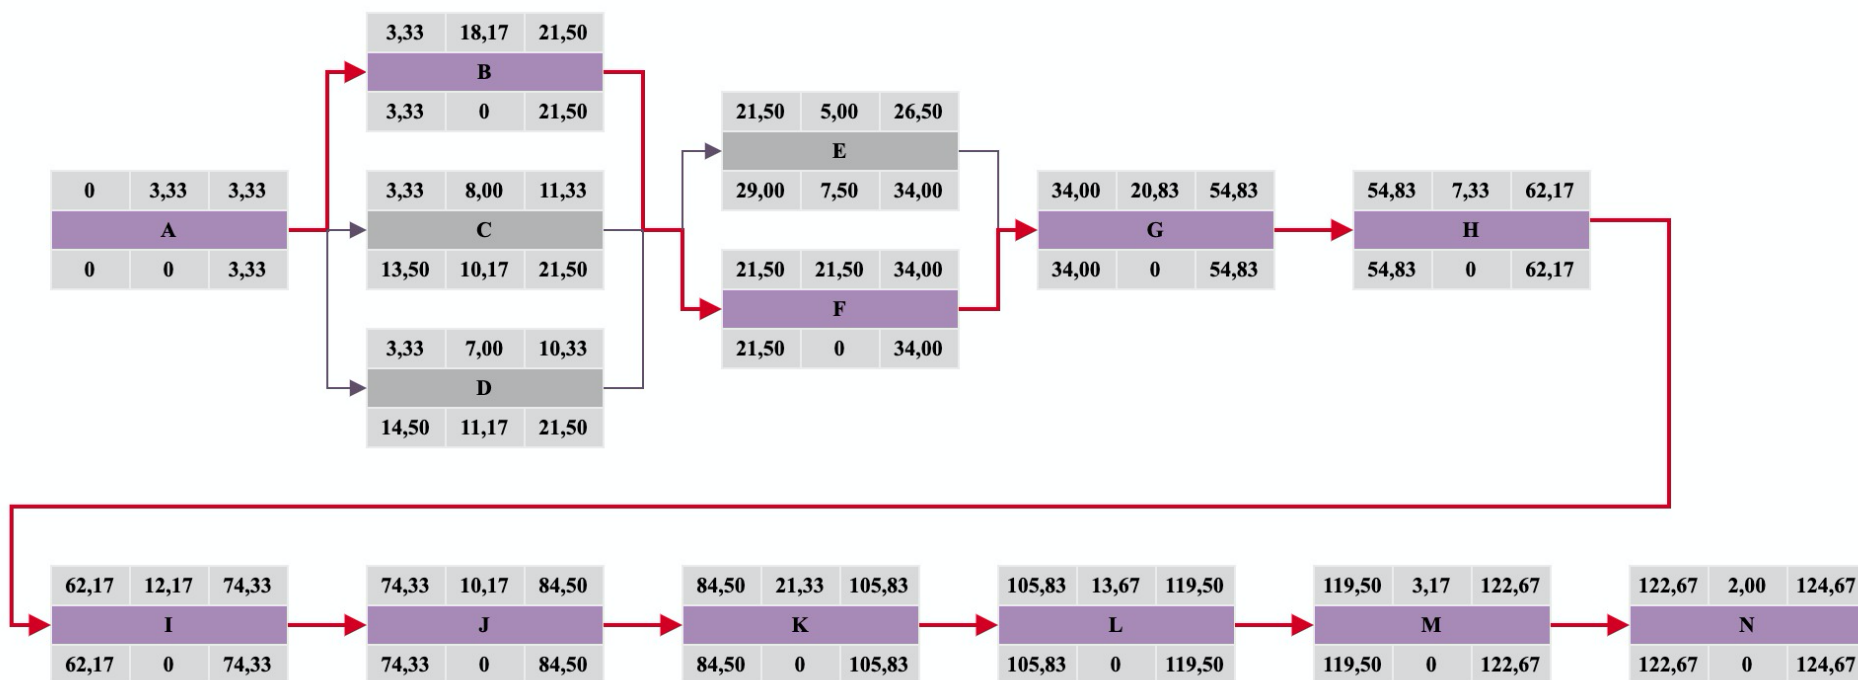 3,33 18,17 21,50
B
3,33 0 21,50
21,50 5,00 26,50
E
29,00 7,50 34,00
0 3,33 3,33
A
0 0 3,33
3,33 8,00 11,33
C
13,50 10,17 21,50
34,00 20,83 54,83
G
34,00 0 54,83
54,83 7,33 62,17
H
54,83 0 62,17
21,50 21,50 34,00
F
21,50 0 34,00
3,33 7,00 10,33
D
14,50 11,17 21,50
62,17 12,17 74,33
I
62,17 0 74,33
74,33 10,17 84,50
J
74,33 0 84,50
84,50 21,33 105,83
K
84,50 0 105,83
105,83 13,67 119,50
L
105,83 0 119,50
119,50 3,17 122,67
M
119,50 0 122,67
122,67 2,00 124,67
N
122,67 0 124,67